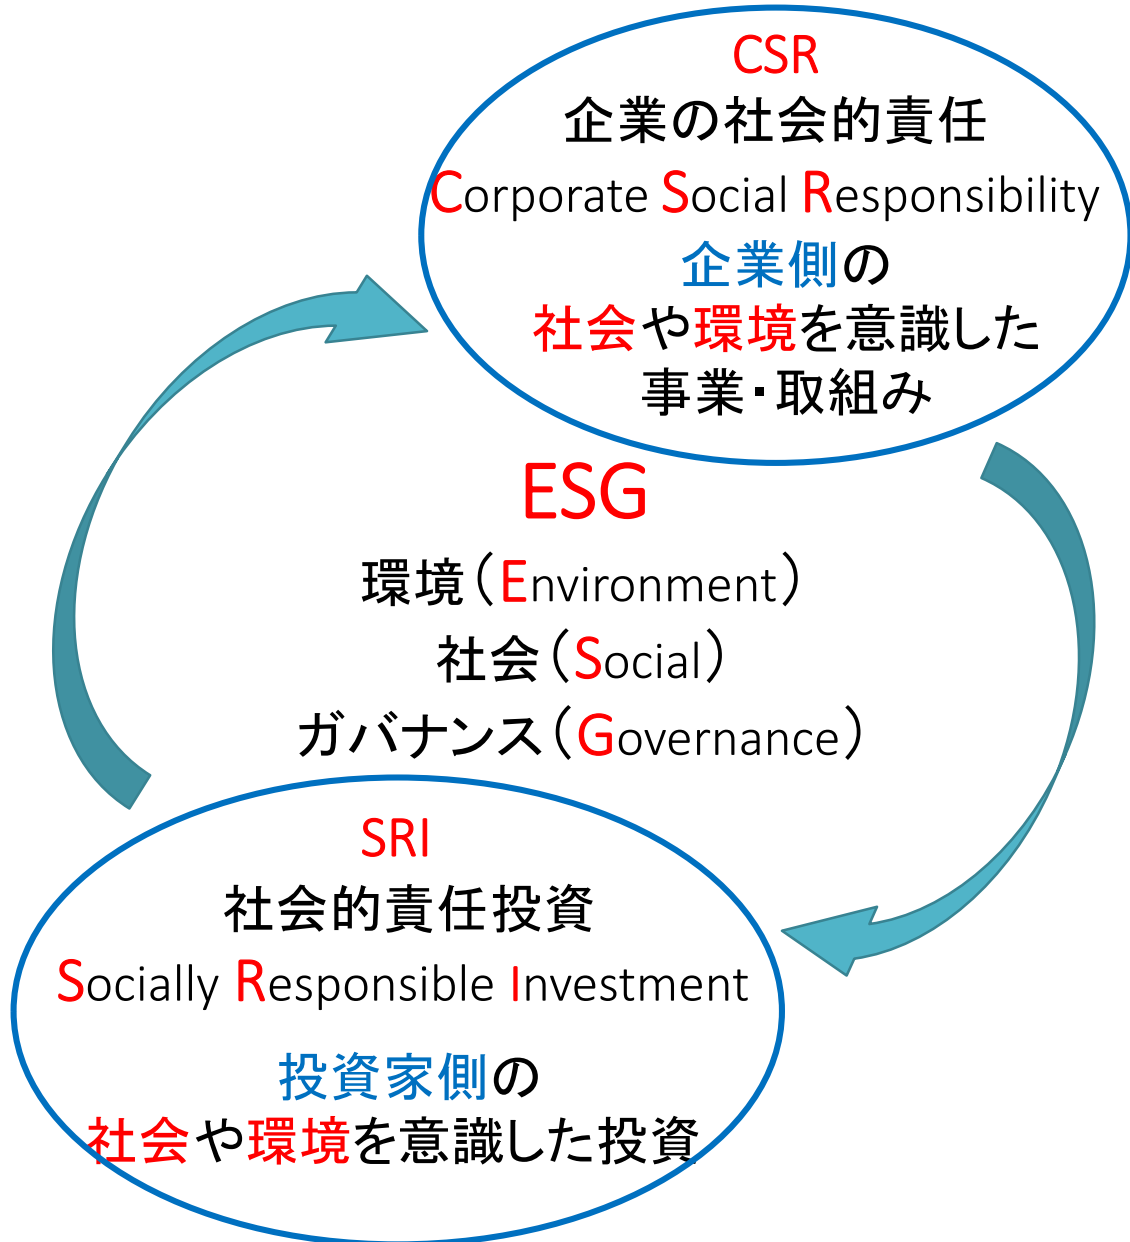 CSR
企業の社会的責任
Corporate Social Responsibility
企業側の
社会や環境を意識した
事業・取組み
ESG
環境(Environment)
社会(Social)
ガバナンス(Governance)
SRI
社会的責任投資
Socially Responsible Investment
投資家側の
社会や環境を意識した投資